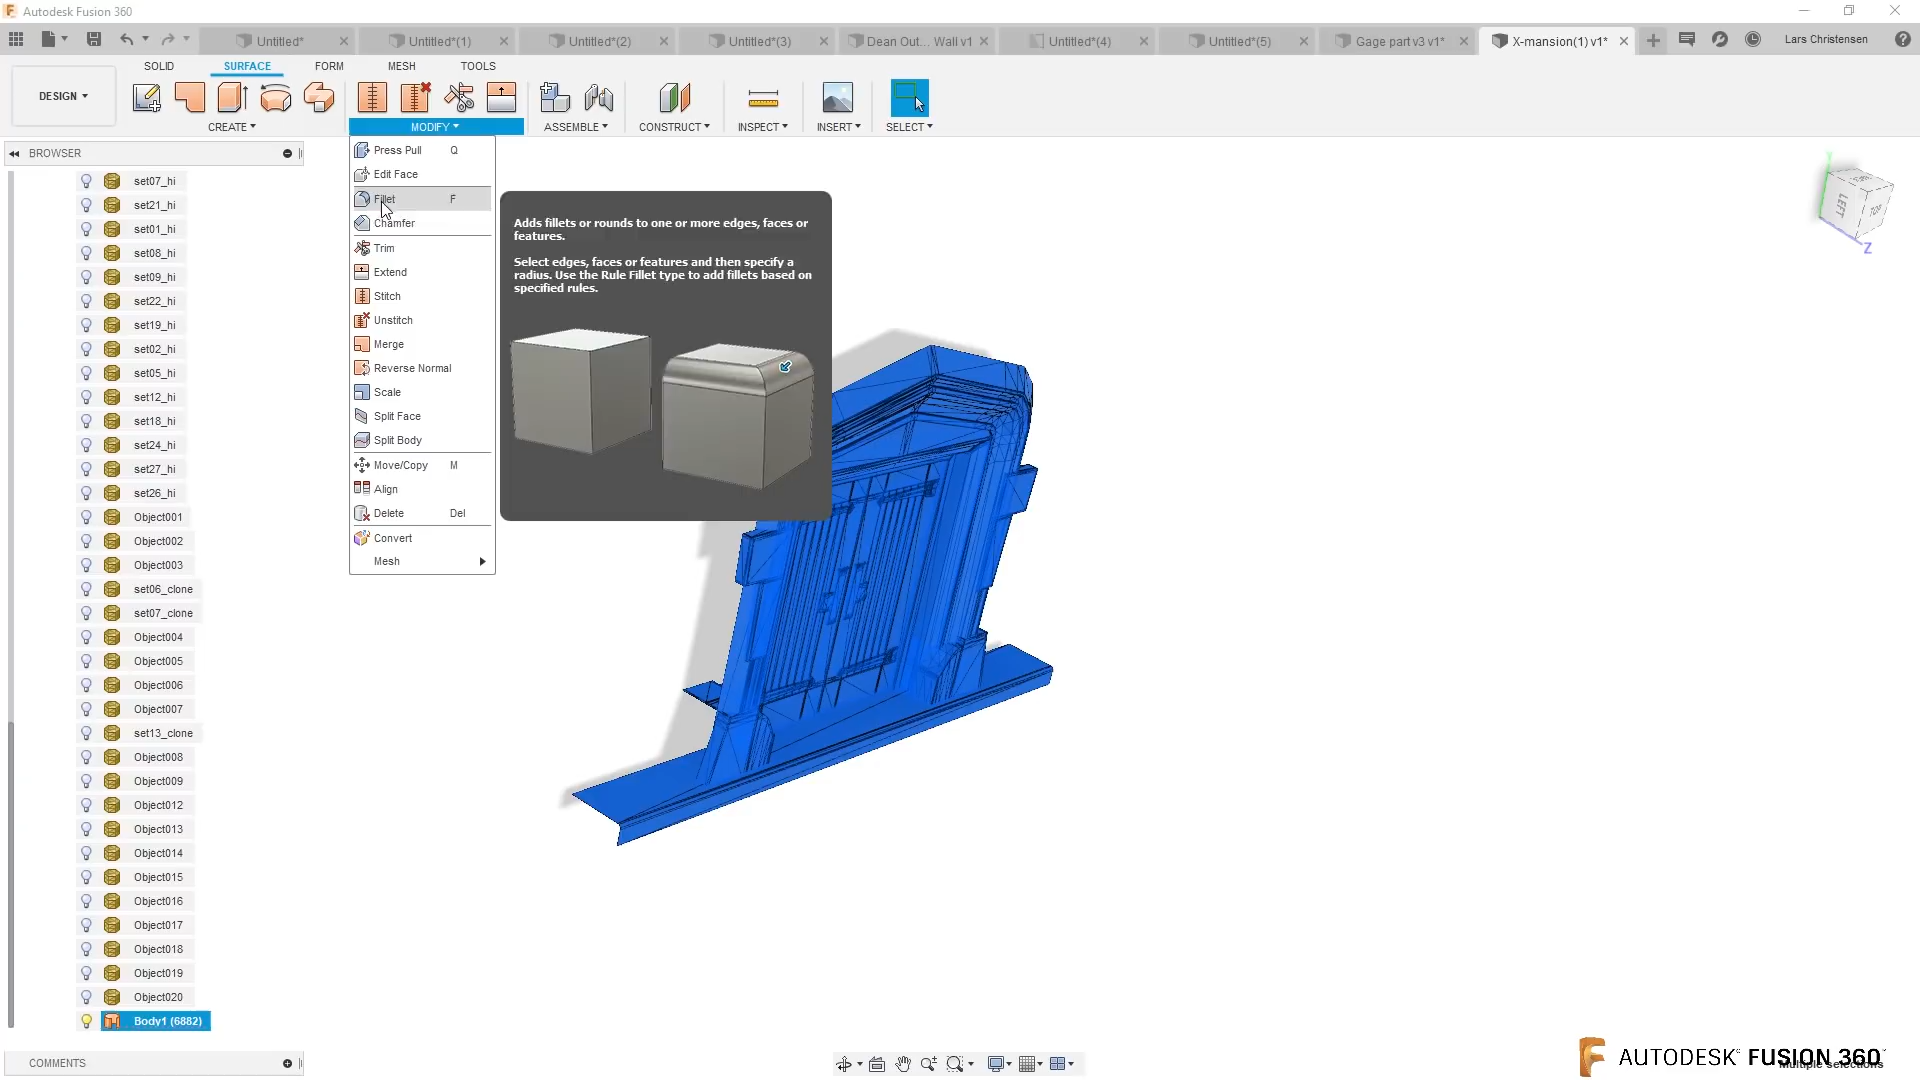 Autodesk Fusion 360
Untitled*
Untitled*(1)
Untitled*(2)
Untitled*(3)
Dean Out... Wall v1
Untitled*(4)
Untitled*(5)
Gage part v3 v1*
X-mansion(1) v1*
Lars Christensen
DESIGN
SOLID
SURFACE
FORM
MESH
TOOLS
CREATE
MODIFY
ASSEMBLE
CONSTRUCT
INSPECT
INSERT
SELECT
BROWSER
set07_hi
set21_hi
set01_hi
set08_hi
set09_hi
set22_hi
set19_hi
set02_hi
set05_hi
set12_hi
set18_hi
set24_hi
set27_hi
set26_hi
Object001
Object002
Object003
set06_clone
set07_clone
Object004
Object005
Object006
Object007
set13_clone
Object008
Object009
Object012
Object013
Object014
Object015
Object016
Object017
Object018
Object019
Object020
Body1 (6882)
COMMENTS
Press Pull Q
Edit Face
Fillet F
Chamfer
Trim
Extend
Stitch
Unstitch
Merge
Reverse Normal
Scale
Split Face
Split Body
Move/Copy M
Align
Delete Del
Convert
Mesh
Adds fillets or rounds to one or more edges, faces or
features.
Select edges, faces or features and then specify a
radius. Use the Rule Fillet type to add fillets based on
specified rules.
Y
LEFT
TOP
Z
AUTODESK® FUSION 360™
Multiple selections